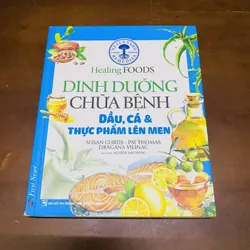 Healing FOODS
DINH DƯỠNG
CHỮA BỆNH
DẦU, CÁ &
THỰC PHẨM LÊN MEN
SUSAN CURTIS - PAT THOMAS
DRAGANA VILINAC
First News